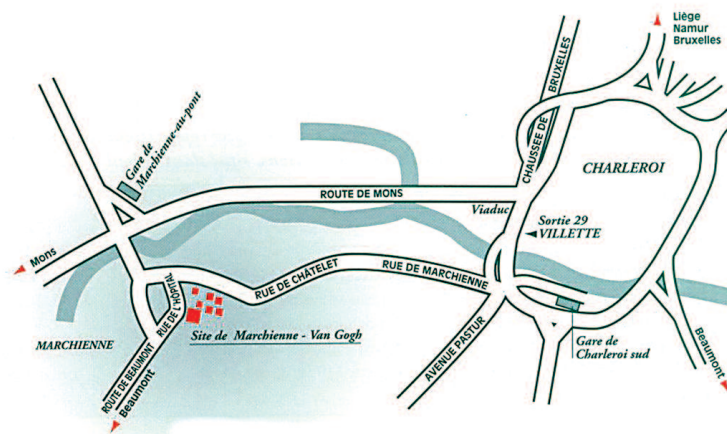 Liège
Namur
Bruxelles
CHAUSSEE DE BRUXELLES
Gare de
Marchienne-au-pont
CHARLEROI
ROUTE DE MONS
Viaduc
Sortie 29
VILLETTE
Mons
RUE DE CHÂTELET
RUE DE MARCHIENNE
RUE DE L'HÔPITAL
MARCHIENNE
Site de Marchienne - Van Gogh
ROUTE DE BEAUMONT
Beaumont
AVENUE PASTUR
Gare de
Charleroi sud
Beaumont